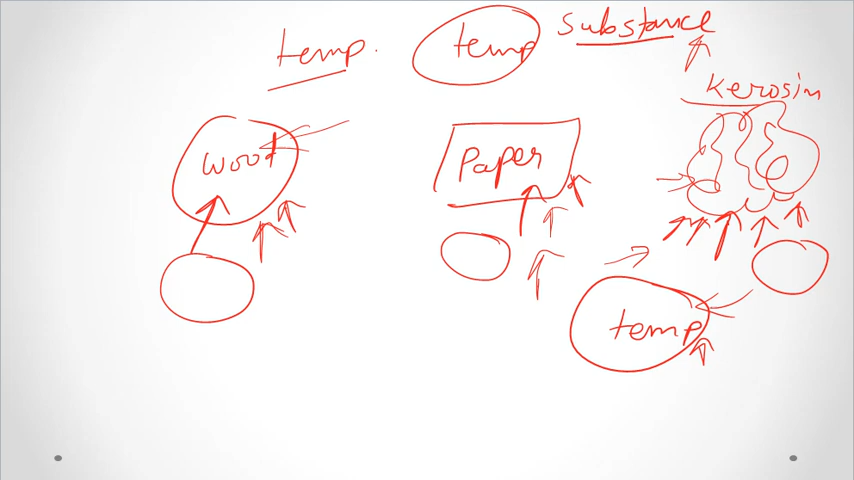 temp.
temp
substance
kerosin
wood
paper
temp